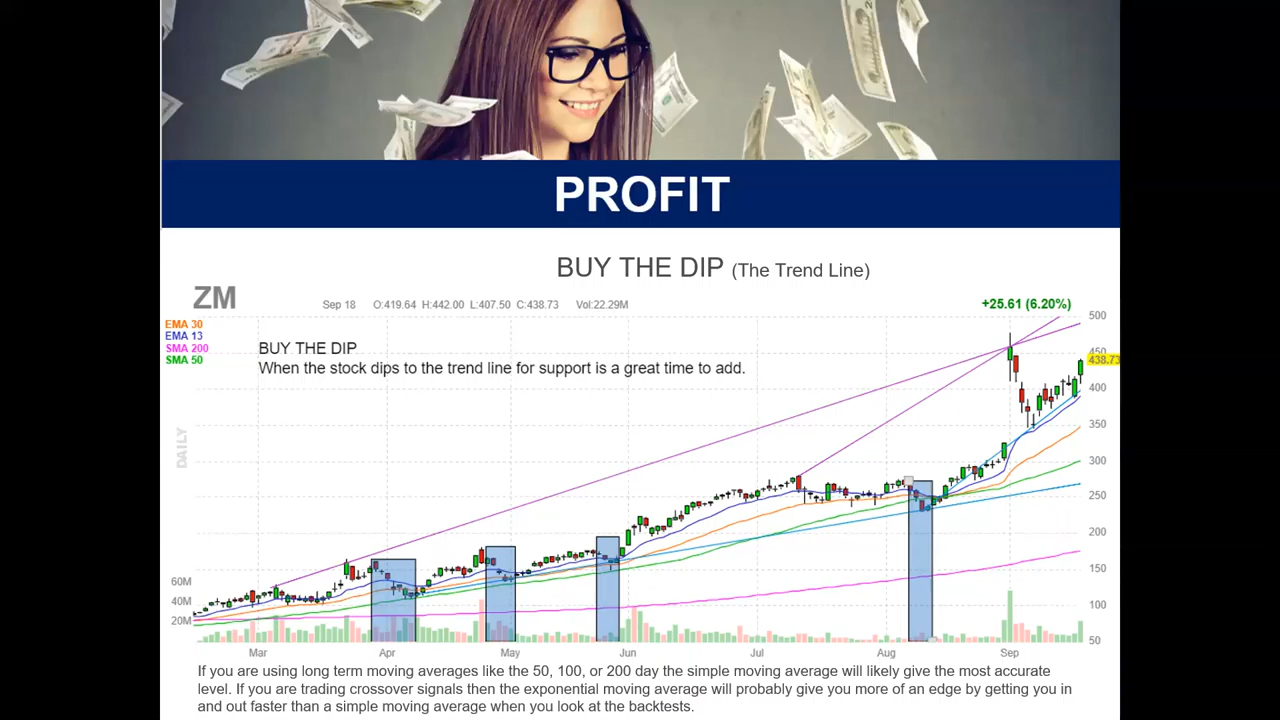 PROFIT
BUY THE DIP (The Trend Line)
ZM
Sep 18 O:419.64 H:442.00 L:407.50 C:438.73 Vol:22.29M
+25.61 (6.20%)
EMA 30
EMA 13
SMA 200
SMA 50
BUY THE DIP
When the stock dips to the trend line for support is a great time to add.
DAILY
500
450
438.73
400
350
300
250
200
150
100
50
60M
40M
20M
Mar Apr May Jun Jul Aug Sep
If you are using long term moving averages like the 50, 100, or 200 day the simple moving average will likely give the most accurate
level. If you are trading crossover signals then the exponential moving average will probably give you more of an edge by getting you in
and out faster than a simple moving average when you look at the backtests.